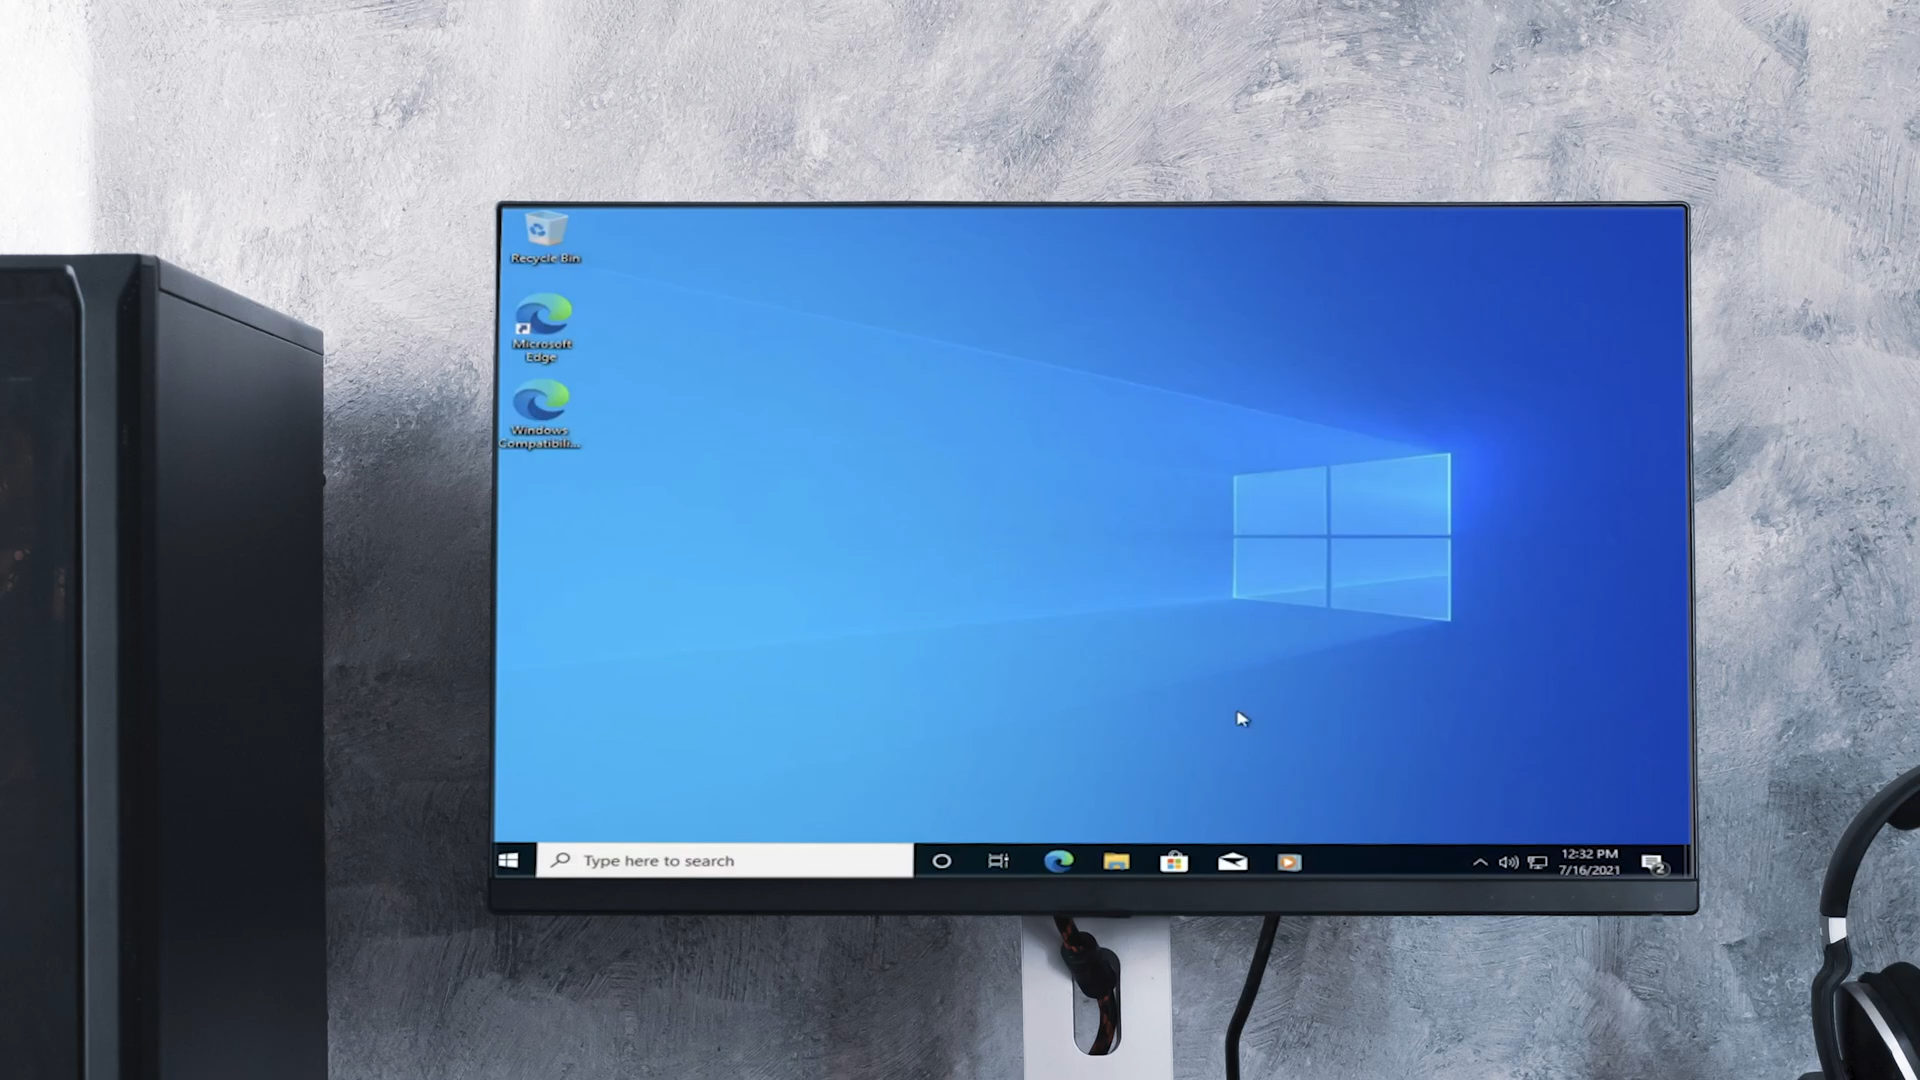 Recycle Bin
Microsoft
Edge
Windows
Compatibili...
Type here to search
12:32 PM
7/16/2021
2